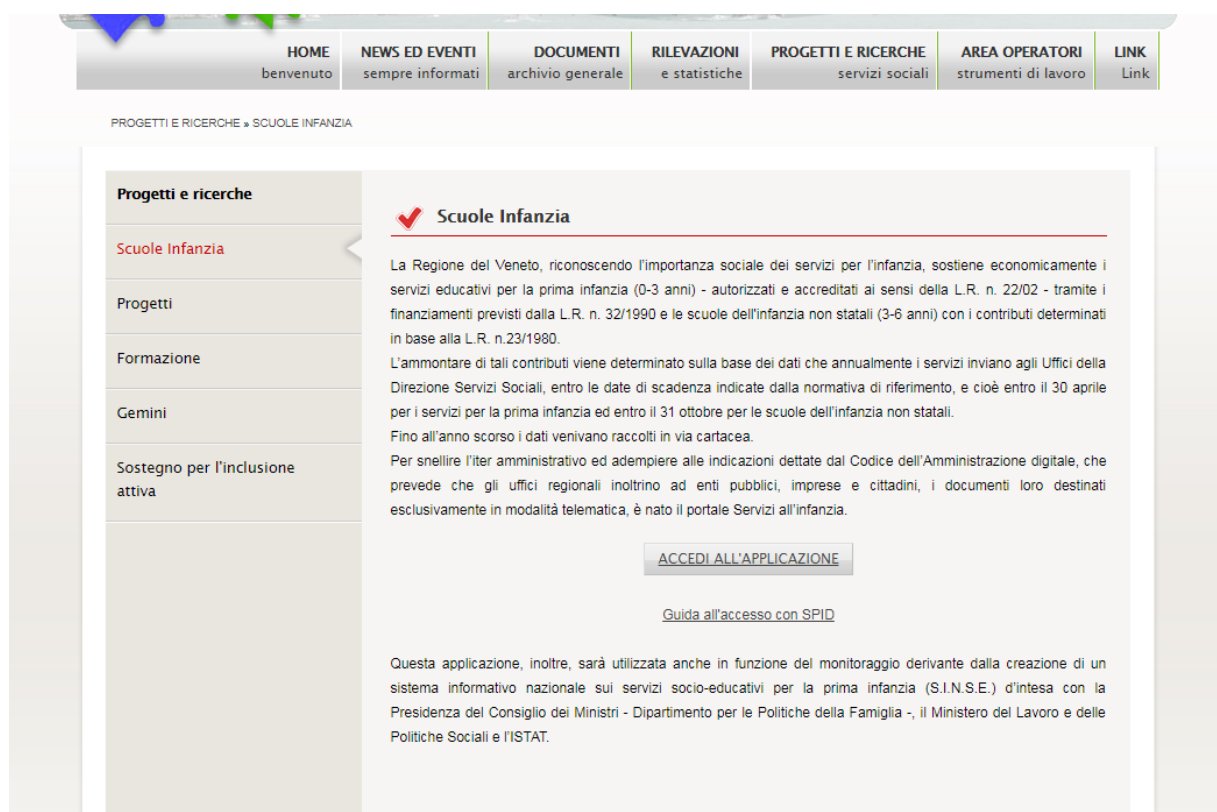 HOME
benvenuto
NEWS ED EVENTI
sempre informati
DOCUMENTI
archivio generale
RILEVAZIONI
e statistiche
PROGETTI E RICERCHE
servizi sociali
AREA OPERATORI
strumenti di lavoro
LINK
Link
PROGETTI E RICERCHE » SCUOLE INFANZIA
Progetti e ricerche
Scuole Infanzia
Progetti
Formazione
Gemini
Sostegno per l'inclusione
attiva
Scuole Infanzia
La Regione del Veneto, riconoscendo l’importanza sociale dei servizi per l’infanzia, sostiene economicamente i
servizi educativi per la prima infanzia (0-3 anni) - autorizzati e accreditati ai sensi della L.R. n. 22/02 - tramite i
finanziamenti previsti dalla L.R. n. 32/1990 e le scuole dell'infanzia non statali (3-6 anni) con i contributi determinati
in base alla L.R. n.23/1980.
L’ammontare di tali contributi viene determinato sulla base dei dati che annualmente i servizi inviano agli Uffici della
Direzione Servizi Sociali, entro le date di scadenza indicate dalla normativa di riferimento, e cioè entro il 30 aprile
per i servizi per la prima infanzia ed entro il 31 ottobre per le scuole dell’infanzia non statali.
Fino all’anno scorso i dati venivano raccolti in via cartacea.
Per snellire l’iter amministrativo ed adempiere alle indicazioni dettate dal Codice dell’Amministrazione digitale, che
prevede che gli uffici regionali inoltrino ad enti pubblici, imprese e cittadini, i documenti loro destinati
esclusivamente in modalità telematica, è nato il portale Servizi all’infanzia.
ACCEDI ALL'APPLICAZIONE
Guida all'accesso con SPID
Questa applicazione, inoltre, sarà utilizzata anche in funzione del monitoraggio derivante dalla creazione di un
sistema informativo nazionale sui servizi socio-educativi per la prima infanzia (S.I.N.S.E.) d’intesa con la
Presidenza del Consiglio dei Ministri - Dipartimento per le Politiche della Famiglia -, il Ministero del Lavoro e delle
Politiche Sociali e l’ISTAT.